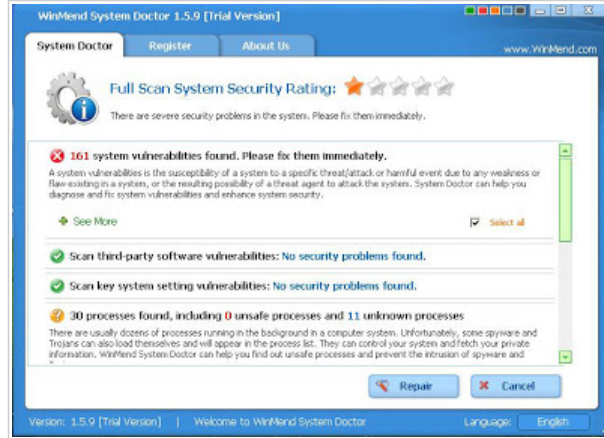 WinMend System Doctor 1.5.9 [Trial Version]
System Doctor
Register
About Us
www.WinMend.com
Full Scan System Security Rating:
There are severe security problems in the system. Please fix them immediately.
161 system vulnerabilities found. Please fix them immediately.
A system vulnerabilities is the susceptibility of a system to a specific threat/attack or harmful event due to any weakness or
flaw existing in a system, or the resulting possibility of a threat agent to attack the system. System Doctor can help you
diagnose and fix system vulnerabilities and enhance system security.
See More
Select all
Scan third-party software vulnerabilities: No security problems found.
Scan key system setting vulnerabilities: No security problems found.
30 processes found, including 0 unsafe processes and 11 unknown processes
There are usually dozens of processes running in the background in a computer system. Unfortunately, some spyware and
Trojans can also load themselves and will appear in the process list. They can control your system and fetch your private
information. WinMend System Doctor can help you find out unsafe processes and prevent the intrusion of spyware and
Repair
Cancel
Version: 1.5.9 [Trial Version] | Welcome to WinMend System Doctor
Language: English